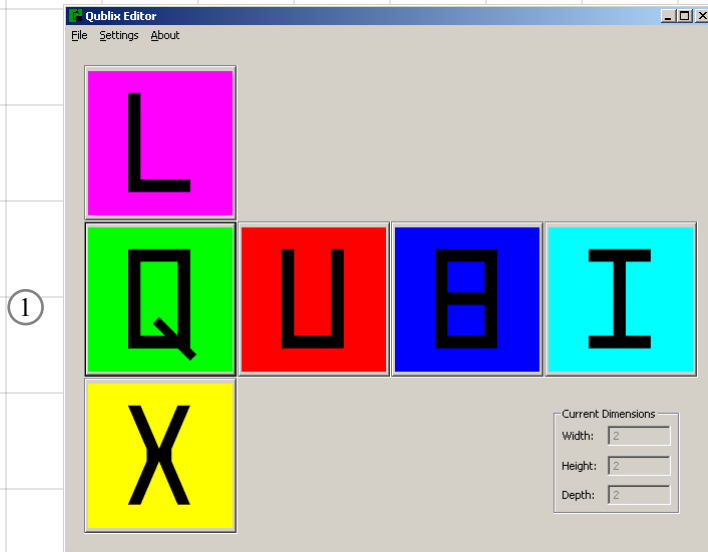 Qublix Editor
File Settings About
L
1
Q U B I
X
Current Dimensions
Width: 2
Height: 2
Depth: 2